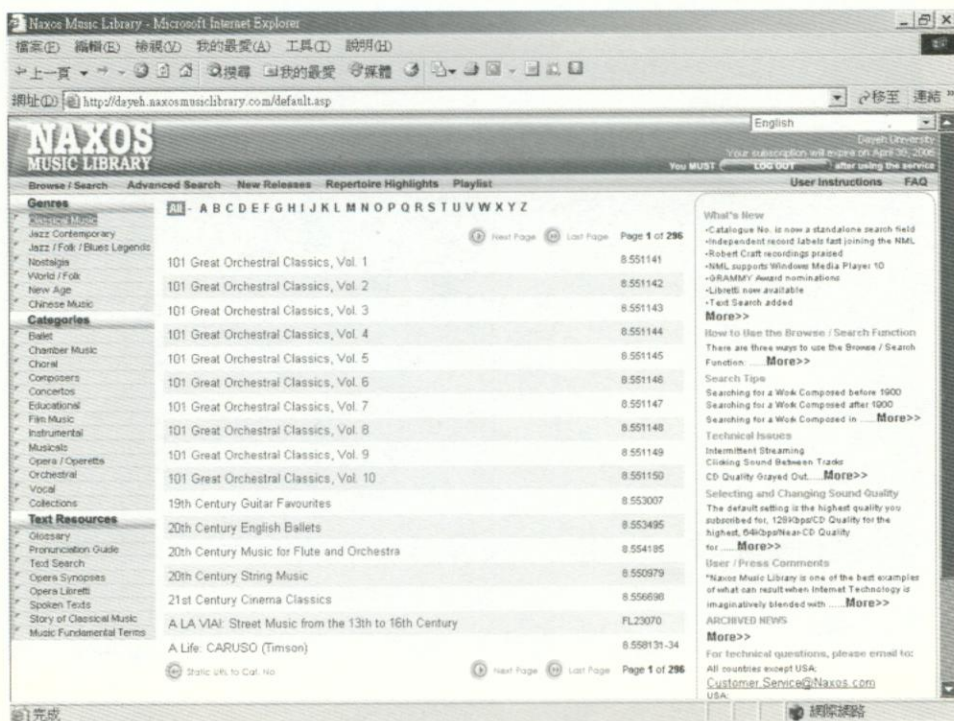 Naxos Music Library - Microsoft Internet Explorer
檔案(F) 編輯(E) 檢視(V) 我的最愛(A) 工具(T) 說明(H)
上一頁 搜尋 我的最愛 媒體
網址(D) http://dayeh.naxosmusiclibrary.com/default.asp 移至 連結 »
NAXOS
MUSIC LIBRARY
English
Dayeh University
Your subscription will expire on April 30, 2006
You MUST LOG OUT after using the service
Browse / Search Advanced Search New Releases Repertoire Highlights Playlist User Instructions FAQ
Genres
Classical Music
Jazz Contemporary
Jazz / Folk / Blues Legends
Nostalgia
World / Folk
New Age
Chinese Music
Categories
Ballet
Chamber Music
Choral
Composers
Concertos
Educational
Film Music
Instrumental
Musicals
Opera / Operetta
Orchestral
Vocal
Collections
Text Resources
Glossary
Pronunciation Guide
Text Search
Opera Synopses
Opera Libretti
Spoken Texts
Story of Classical Music
Music Fundamental Terms
All - A B C D E F G H I J K L M N O P Q R S T U V W X Y Z
Next Page Last Page Page 1 of 296
101 Great Orchestral Classics, Vol. 1 8.551141
101 Great Orchestral Classics, Vol. 2 8.551142
101 Great Orchestral Classics, Vol. 3 8.551143
101 Great Orchestral Classics, Vol. 4 8.551144
101 Great Orchestral Classics, Vol. 5 8.551145
101 Great Orchestral Classics, Vol. 6 8.551146
101 Great Orchestral Classics, Vol. 7 8.551147
101 Great Orchestral Classics, Vol. 8 8.551148
101 Great Orchestral Classics, Vol. 9 8.551149
101 Great Orchestral Classics, Vol. 10 8.551150
19th Century Guitar Favourites 8.553007
20th Century English Ballets 8.553495
20th Century Music for Flute and Orchestra 8.554185
20th Century String Music 8.550979
21st Century Cinema Classics 8.556698
A LA VIA!: Street Music from the 13th to 16th Century FL23070
A Life: CARUSO (Timson) 8.558131-34
Static URL to Cat. No Next Page Last Page Page 1 of 296
What's New
•Catalogue No. is now a standalone search field
•Independent record labels fast joining the NML
•Robert Craft recordings praised
•NML supports Windows Media Player 10
•GRAMMY Award nominations
•Libretti now available
•Text Search added
More>>
How to Use the Browse / Search Function
There are three ways to use the Browse / Search
Function: ......More>>
Search Tips
Searching for a Work Composed before 1900
Searching for a Work Composed after 1900
Searching for a Work Composed in ......More>>
Technical Issues
Intermittent Streaming
Clicking Sound Between Tracks
CD Quality Grayed Out......More>>
Selecting and Changing Sound Quality
The default setting is the highest quality you
subscribed for, 128Kbps/CD Quality for the
highest, 64Kbps/Near-CD Quality
for ......More>>
User / Press Comments
"Naxos Music Library is one of the best examples
of what can result when Internet Technology is
imaginatively blended with ......More>>
ARCHIVED NEWS
More>>
For technical questions, please email to:
All countries except USA:
Customer.Service@Naxos.com
USA:
完成 網際網路